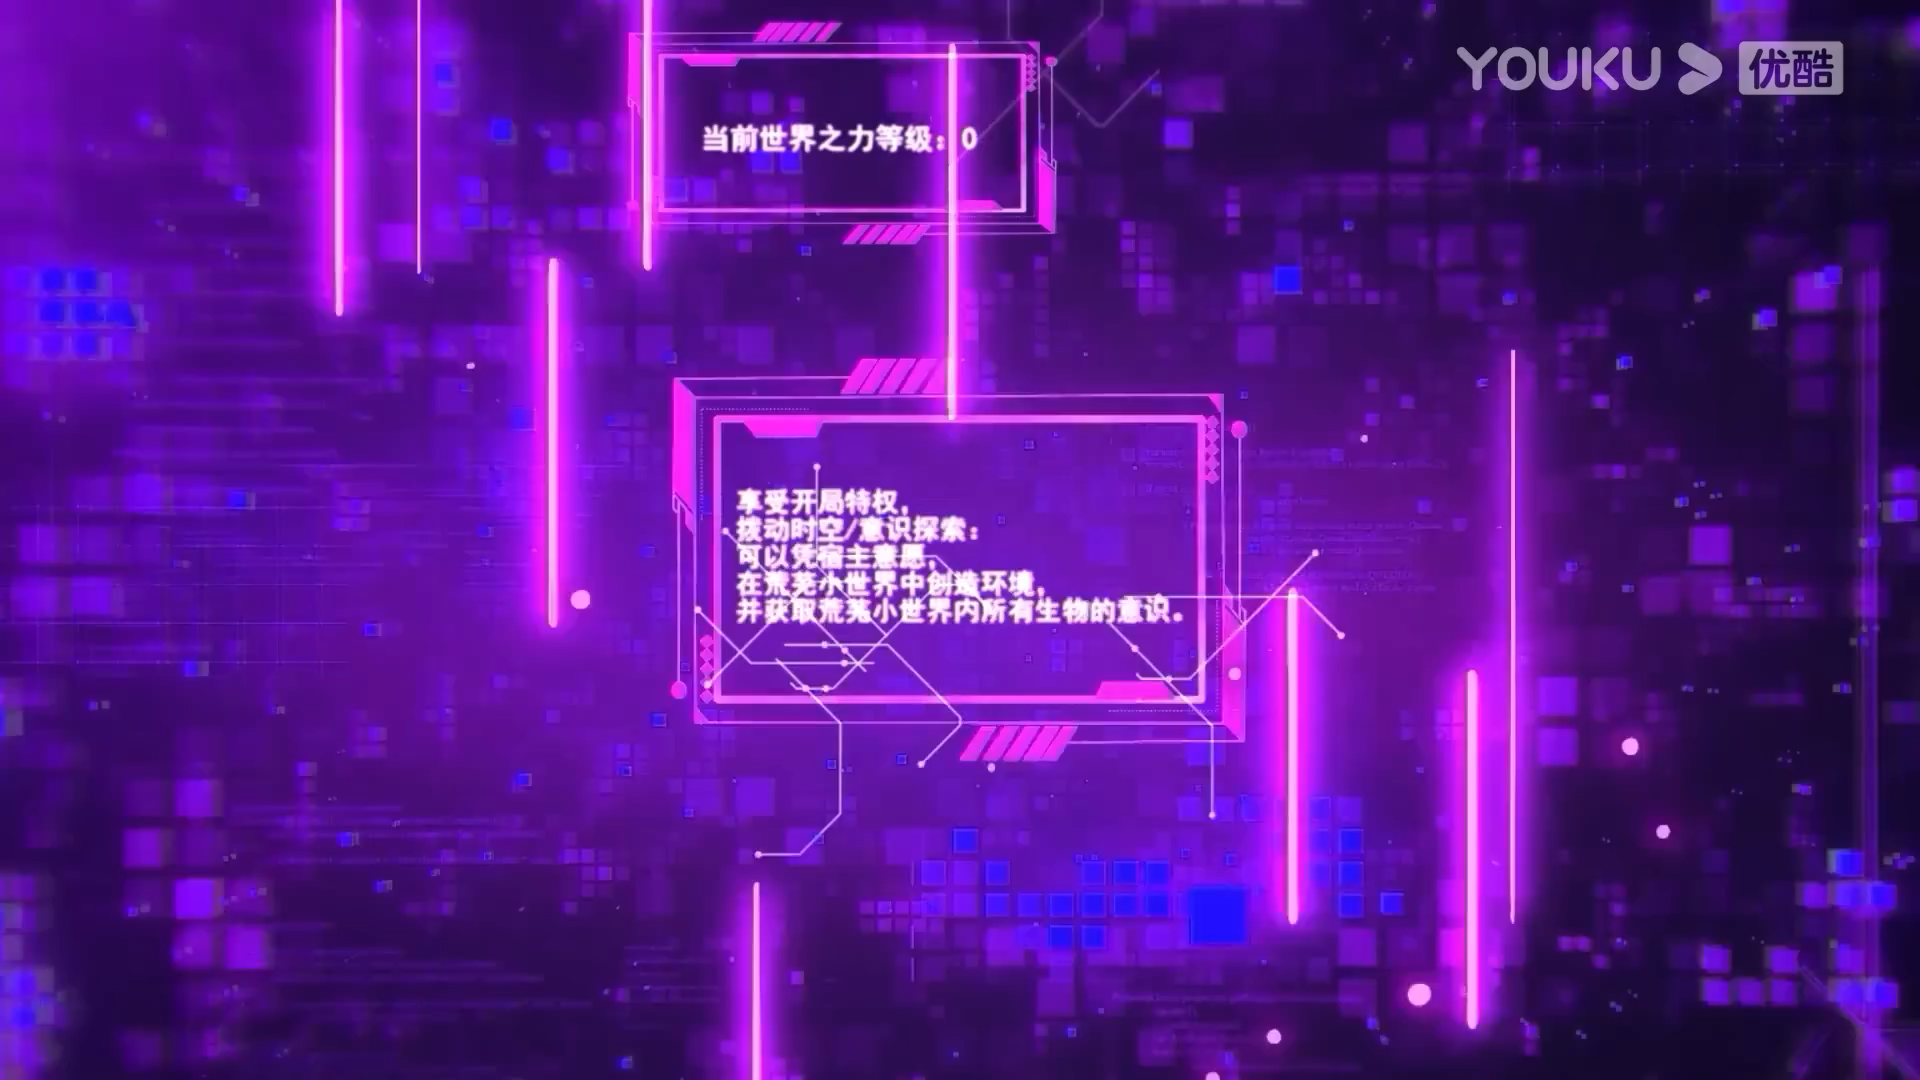 YOUKU 优酷
当前世界之力等级：0
享受开局特权，
拨动时空/意识探索：
可以凭宿主意愿，
在荒芜小世界中创造环境，
并获取荒芜小世界内所有生物的意识。